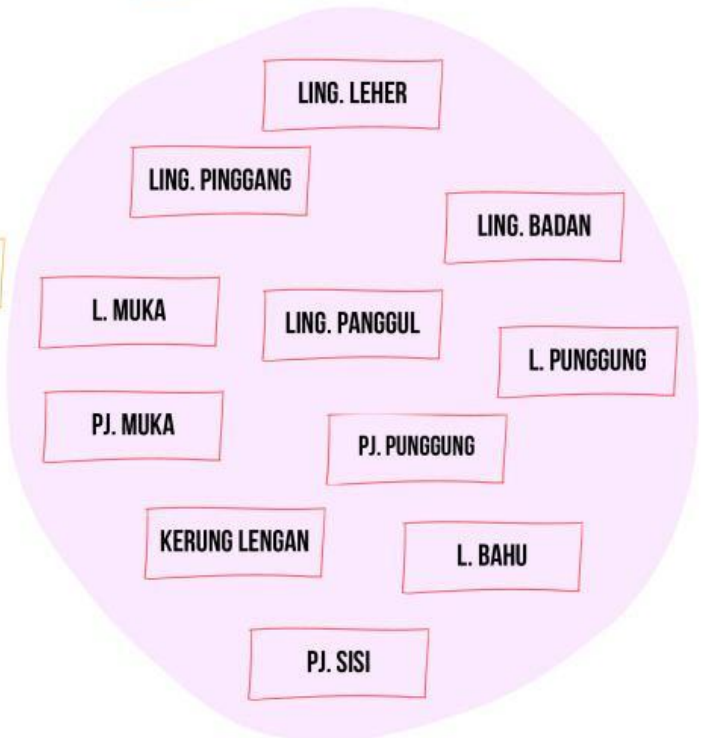 LING. LEHER
LING. PINGGANG
LING. BADAN
L. MUKA
LING. PANGGUL
L. PUNGGUNG
PJ. MUKA
PJ. PUNGGUNG
KERUNG LENGAN
L. BAHU
PJ. SISI